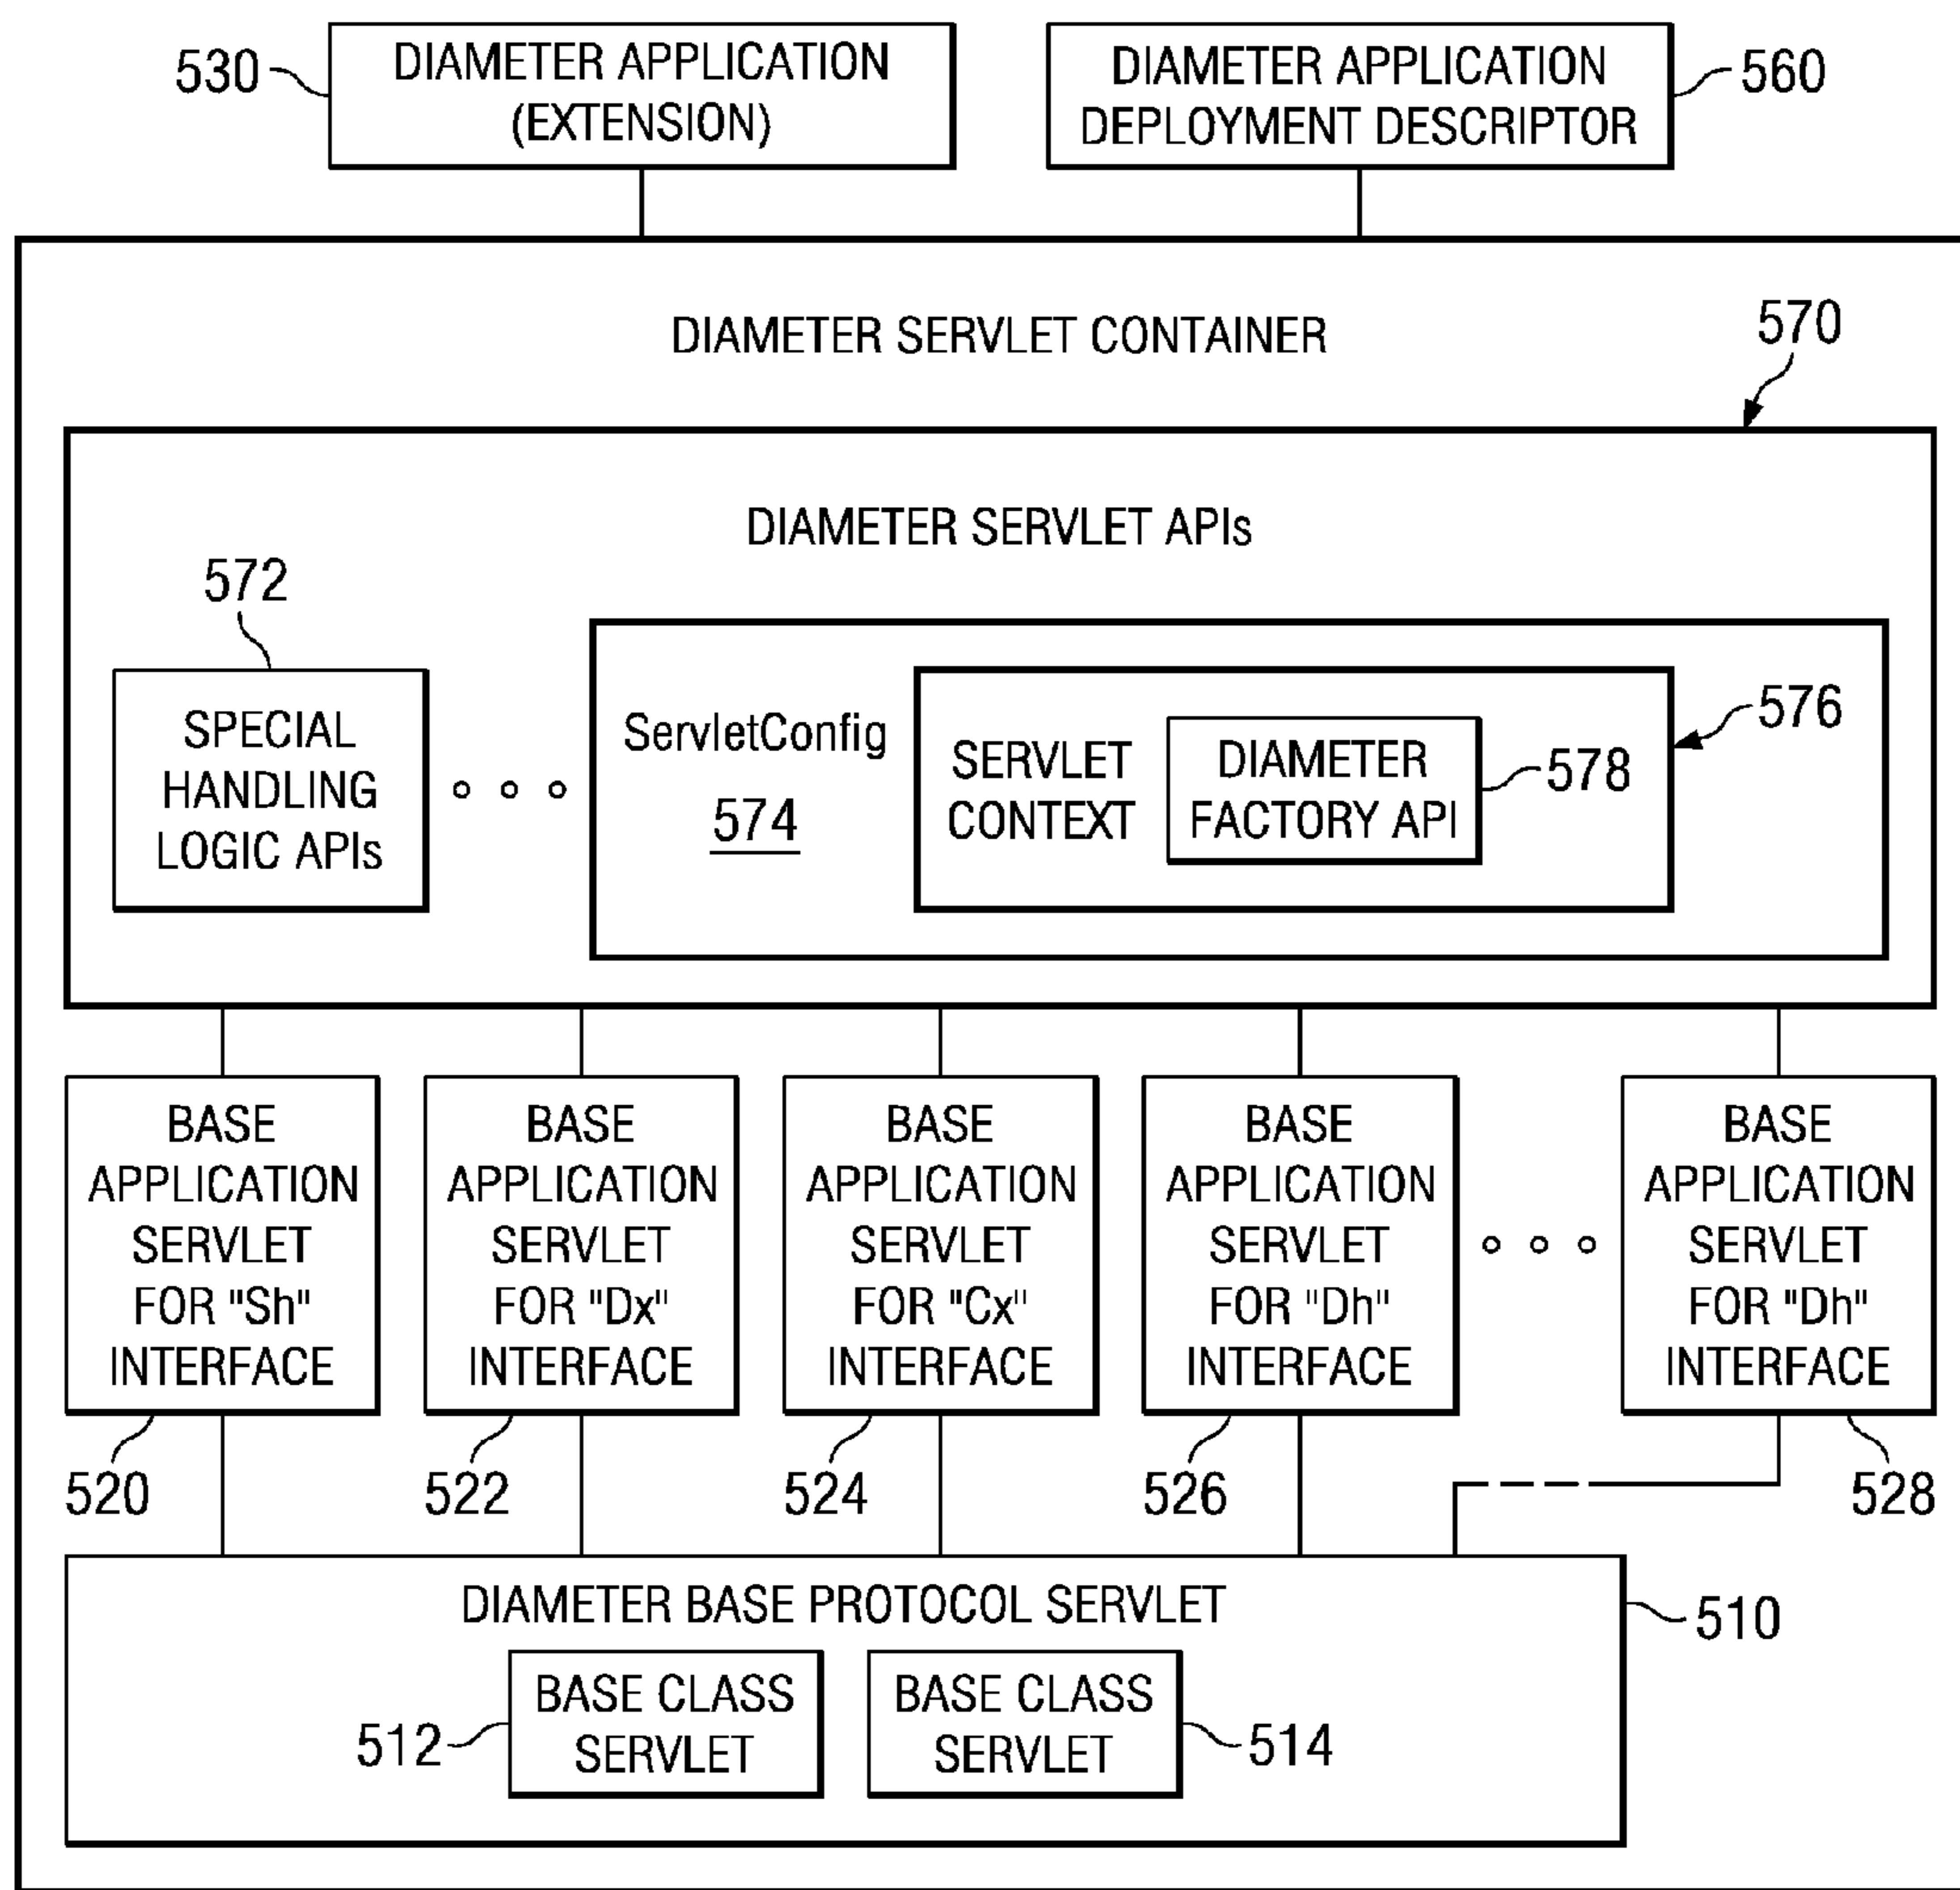 530
DIAMETER APPLICATION
(EXTENSION)
DIAMETER APPLICATION
DEPLOYMENT DESCRIPTOR
560
DIAMETER SERVLET CONTAINER
570
DIAMETER SERVLET APIs
572
SPECIAL
HANDLING
LOGIC APIs
ServletConfig
574
SERVLET
CONTEXT
DIAMETER
FACTORY API
578
576
BASE
APPLICATION
SERVLET
FOR "Sh"
INTERFACE
BASE
APPLICATION
SERVLET
FOR "Dx"
INTERFACE
BASE
APPLICATION
SERVLET
FOR "Cx"
INTERFACE
BASE
APPLICATION
SERVLET
FOR "Dh"
INTERFACE
BASE
APPLICATION
SERVLET
FOR "Dh"
INTERFACE
520
522
524
526
528
DIAMETER BASE PROTOCOL SERVLET
510
512
BASE CLASS
SERVLET
BASE CLASS
SERVLET
514